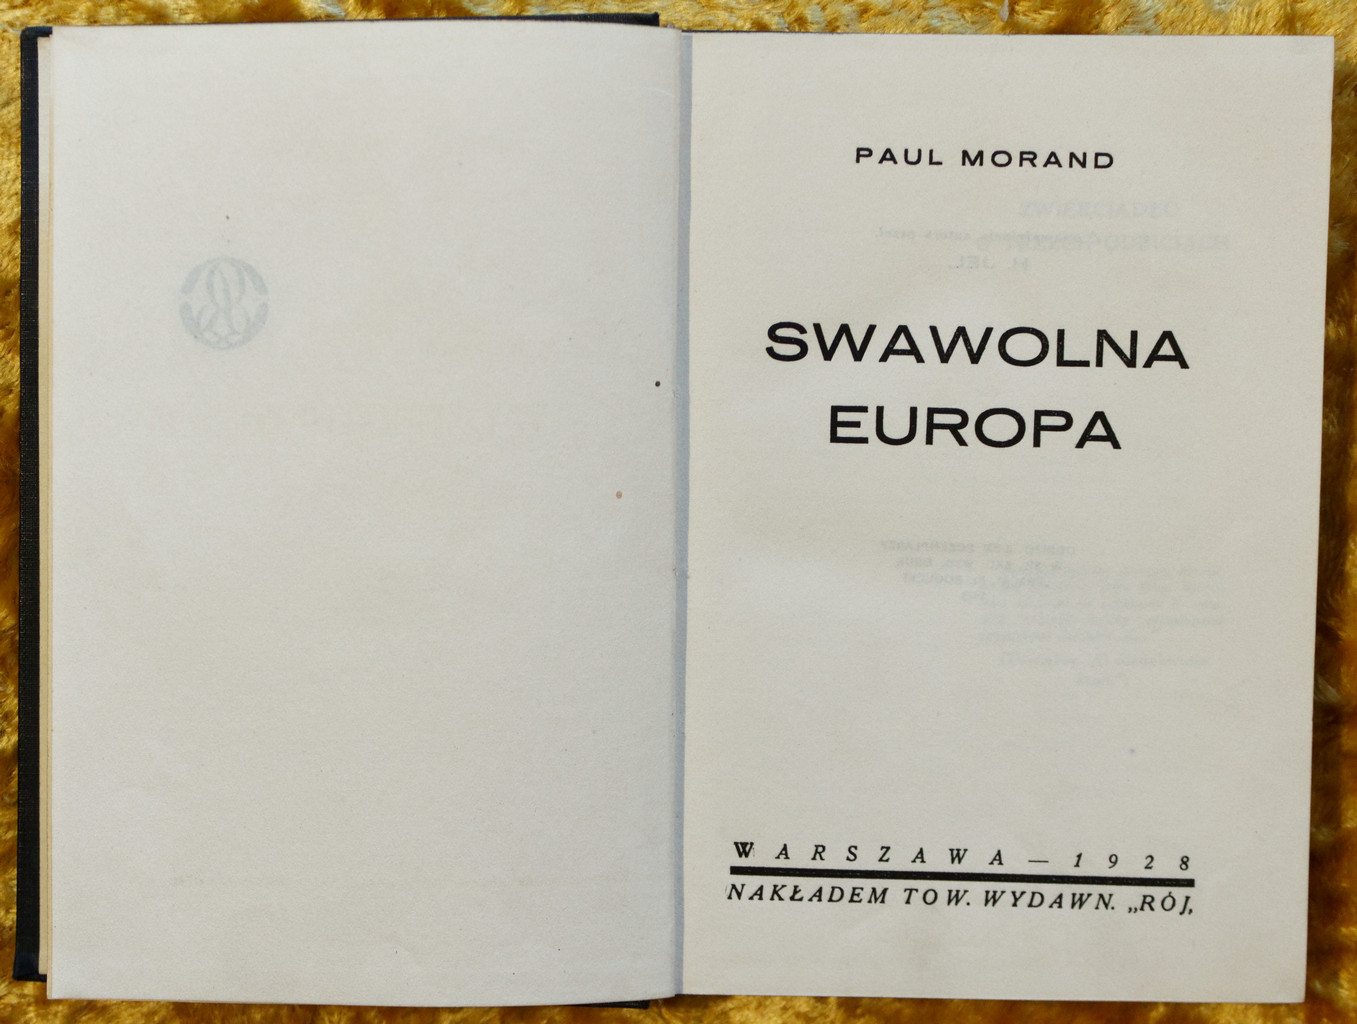 PAUL MORAND
SWAWOLNA
EUROPA
WARSZAWA — 1928
NAKŁADEM TOW. WYDAWN. „RÓJ,